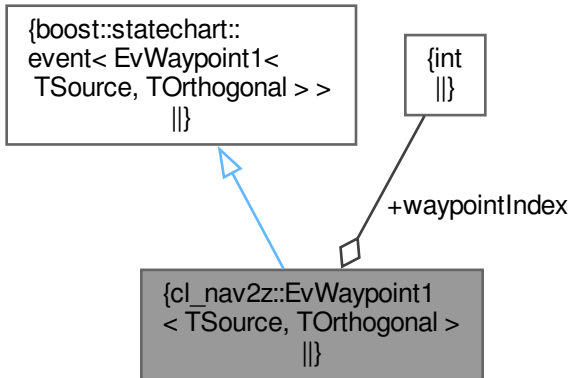 {boost::statechart::
event< EvWaypoint1<
TSource, TOrthogonal > >
||}
{int
||}
+waypointIndex
{cl_nav2z::EvWaypoint1
< TSource, TOrthogonal >
||}